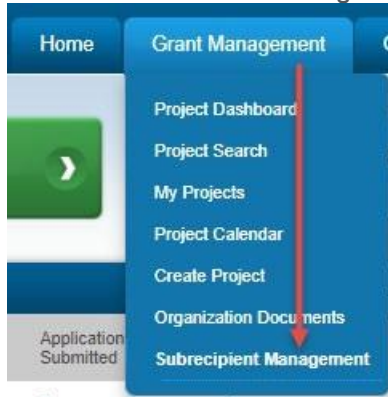 Home
Grant Management
Project Dashboard
Project Search
My Projects
Project Calendar
Create Project
Organization Documents
Application
Submitted
Subrecipient Management